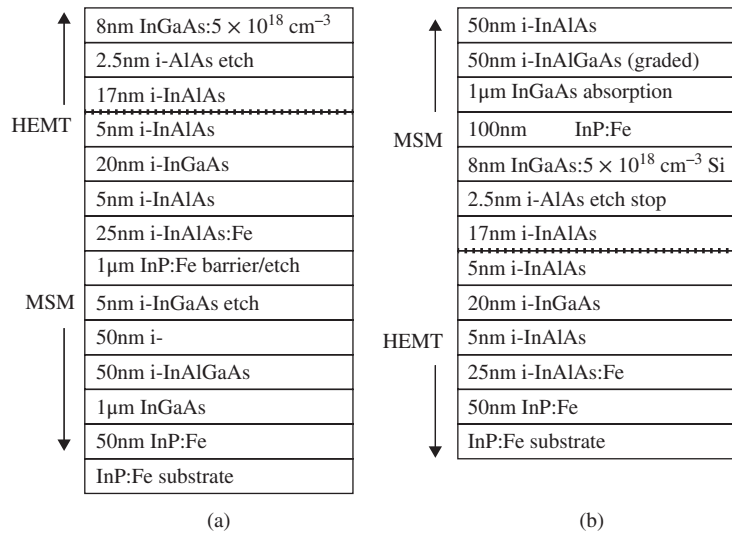 8nm InGaAs:5 × 10¹⁸ cm⁻³
2.5nm i-AlAs etch
17nm i-InAlAs
HEMT
5nm i-InAlAs
20nm i-InGaAs
5nm i-InAlAs
25nm i-InAlAs:Fe
1μm InP:Fe barrier/etch
MSM
5nm i-InGaAs etch
50nm i-
50nm i-InAlGaAs
1μm InGaAs
50nm InP:Fe
InP:Fe substrate
(a)
50nm i-InAlAs
50nm i-InAlGaAs (graded)
1μm InGaAs absorption
MSM
100nm InP:Fe
8nm InGaAs:5 × 10¹⁸ cm⁻³ Si
2.5nm i-AlAs etch stop
17nm i-InAlAs
5nm i-InAlAs
20nm i-InGaAs
HEMT
5nm i-InAlAs
25nm i-InAlAs:Fe
50nm InP:Fe
InP:Fe substrate
(b)